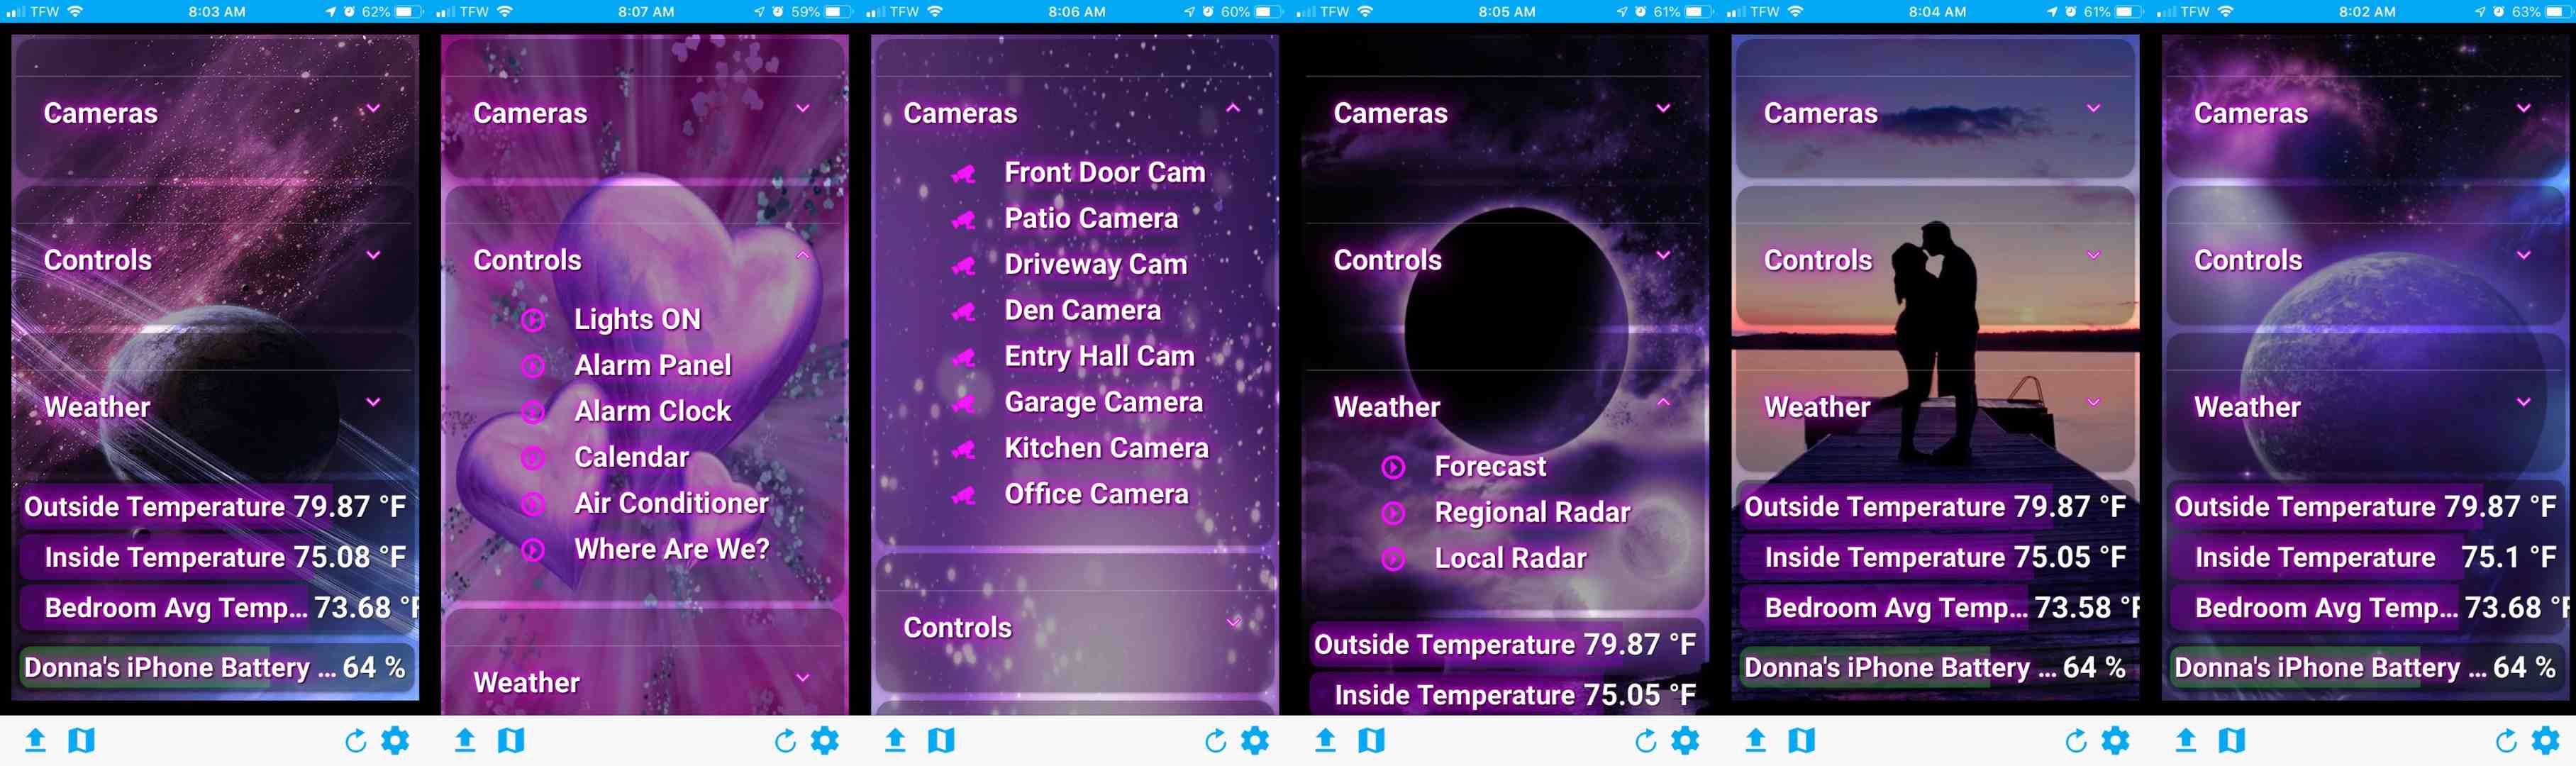 TFW 8:03 AM 62%
Cameras
Controls
Weather
Outside Temperature 79.87 °F
Inside Temperature 75.08 °F
Bedroom Avg Temp... 73.68 °F
Donna's iPhone Battery ... 64 %
TFW 8:07 AM 59%
Cameras
Controls
Lights ON
Alarm Panel
Alarm Clock
Calendar
Air Conditioner
Where Are We?
Weather
TFW 8:06 AM 60%
Cameras
Front Door Cam
Patio Camera
Driveway Cam
Den Camera
Entry Hall Cam
Garage Camera
Kitchen Camera
Office Camera
Controls
TFW 8:05 AM 61%
Cameras
Controls
Weather
Forecast
Regional Radar
Local Radar
Outside Temperature 79.87 °F
Inside Temperature 75.05 °F
TFW 8:04 AM 61%
Cameras
Controls
Weather
Outside Temperature 79.87 °F
Inside Temperature 75.05 °F
Bedroom Avg Temp... 73.58 °F
Donna's iPhone Battery ... 64 %
TFW 8:02 AM 63%
Cameras
Controls
Weather
Outside Temperature 79.87 °F
Inside Temperature 75.1 °F
Bedroom Avg Temp... 73.68 °F
Donna's iPhone Battery ... 64 %